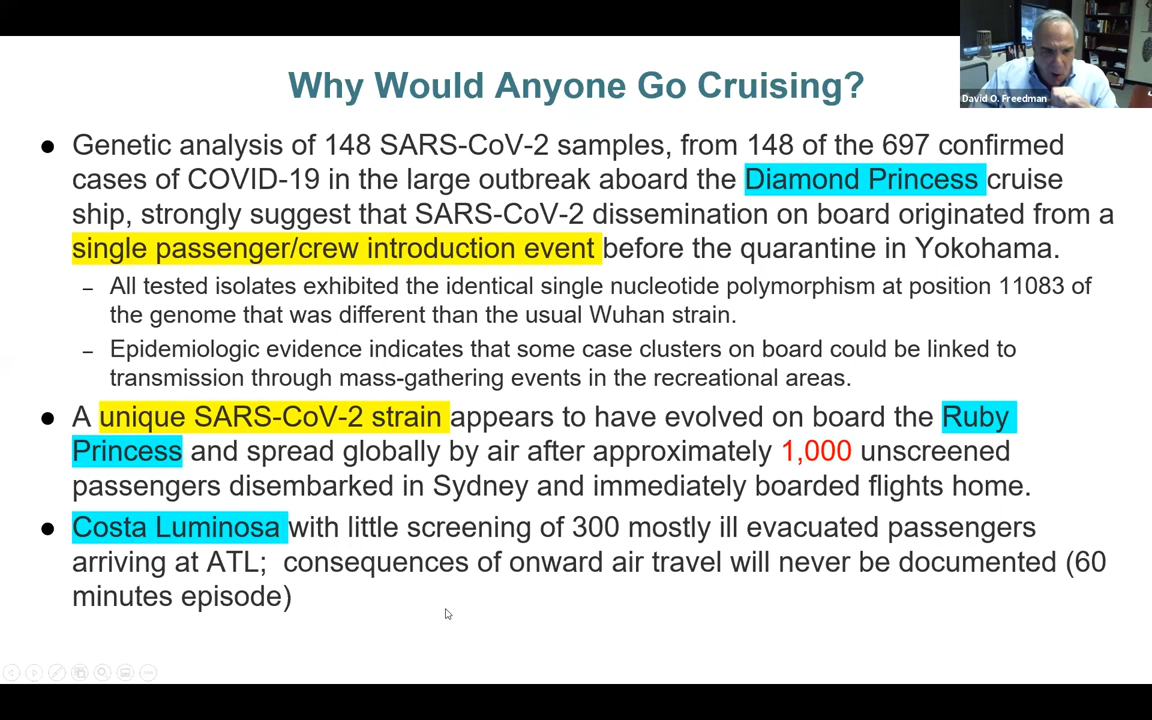 Why Would Anyone Go Cruising?
David O. Freedman
● Genetic analysis of 148 SARS-CoV-2 samples, from 148 of the 697 confirmed
cases of COVID-19 in the large outbreak aboard the Diamond Princess cruise
ship, strongly suggest that SARS-CoV-2 dissemination on board originated from a
single passenger/crew introduction event before the quarantine in Yokohama.
– All tested isolates exhibited the identical single nucleotide polymorphism at position 11083 of
the genome that was different than the usual Wuhan strain.
– Epidemiologic evidence indicates that some case clusters on board could be linked to
transmission through mass-gathering events in the recreational areas.
● A unique SARS-CoV-2 strain appears to have evolved on board the Ruby
Princess and spread globally by air after approximately 1,000 unscreened
passengers disembarked in Sydney and immediately boarded flights home.
● Costa Luminosa with little screening of 300 mostly ill evacuated passengers
arriving at ATL;  consequences of onward air travel will never be documented (60
minutes episode)